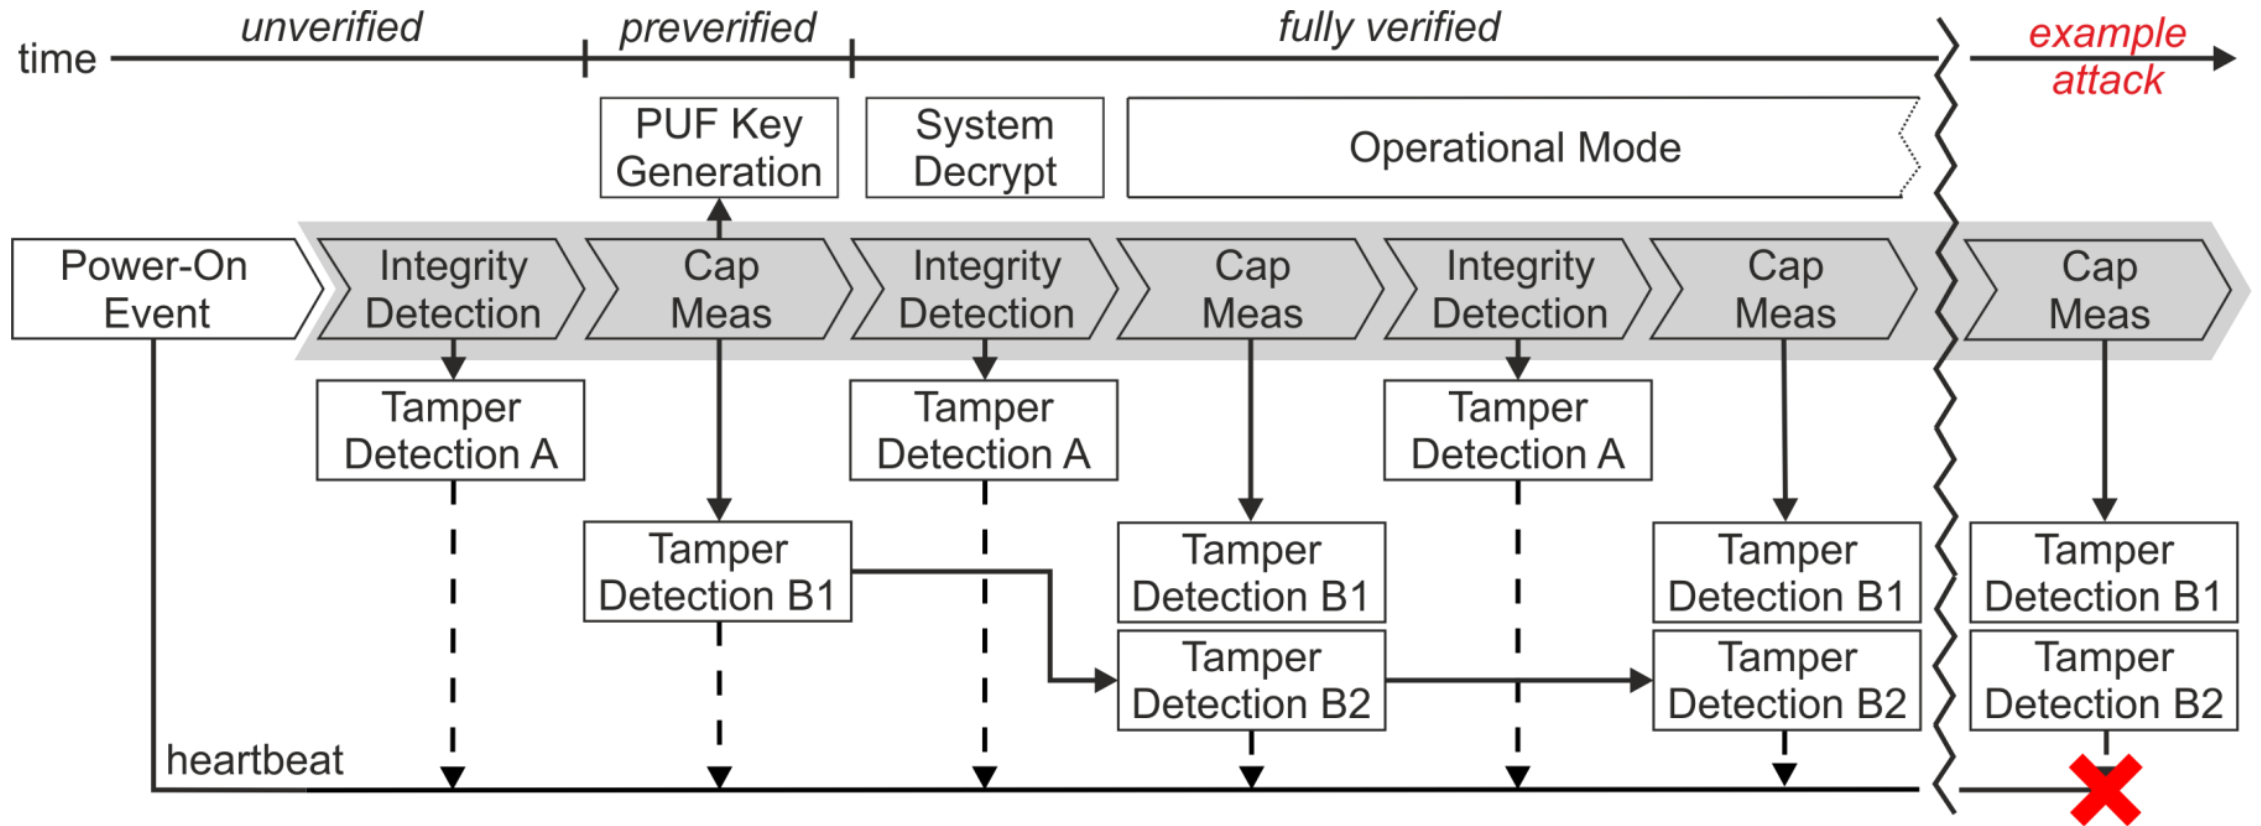 unverified
preverified
fully verified
example
attack
time
PUF Key
Generation
System
Decrypt
Operational Mode
Power-On
Event
Integrity
Detection
Cap
Meas
Integrity
Detection
Cap
Meas
Integrity
Detection
Cap
Meas
Cap
Meas
Tamper
Detection A
Tamper
Detection A
Tamper
Detection A
Tamper
Detection B1
Tamper
Detection B1
Tamper
Detection B1
Tamper
Detection B1
Tamper
Detection B2
Tamper
Detection B2
Tamper
Detection B2
heartbeat